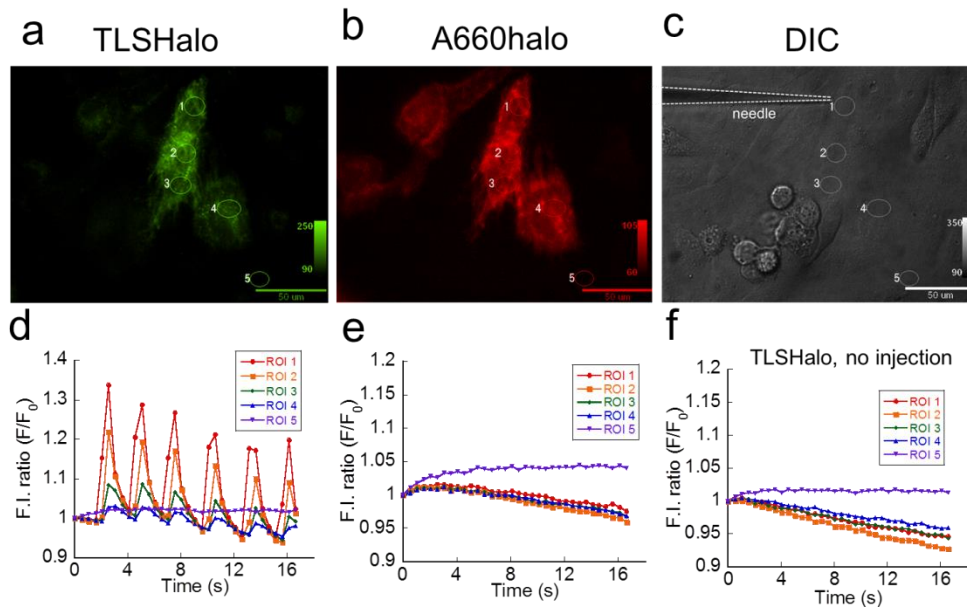 a TLSHalo
b A660halo
c DIC
1
2
3
4
5
250
90
50 um
1
2
3
4
5
105
60
50 um
needle
1
2
3
4
5
350
90
50 um
d
F.I. ratio (F/F0)
1.4
1.3
1.2
1.1
1
0.9
0 4 8 12 16
Time (s)
ROI 1
ROI 2
ROI 3
ROI 4
ROI 5
e
F.I. ratio (F/F0)
1.2
1.15
1.1
1.05
1
0.95
0.9
0 4 8 12 16
Time (s)
ROI 1
ROI 2
ROI 3
ROI 4
ROI 5
f
TLSHalo, no injection
F.I. ratio (F/F0)
1.2
1.15
1.1
1.05
1
0.95
0.9
0 4 8 12 16
Time (s)
ROI 1
ROI 2
ROI 3
ROI 4
ROI 5